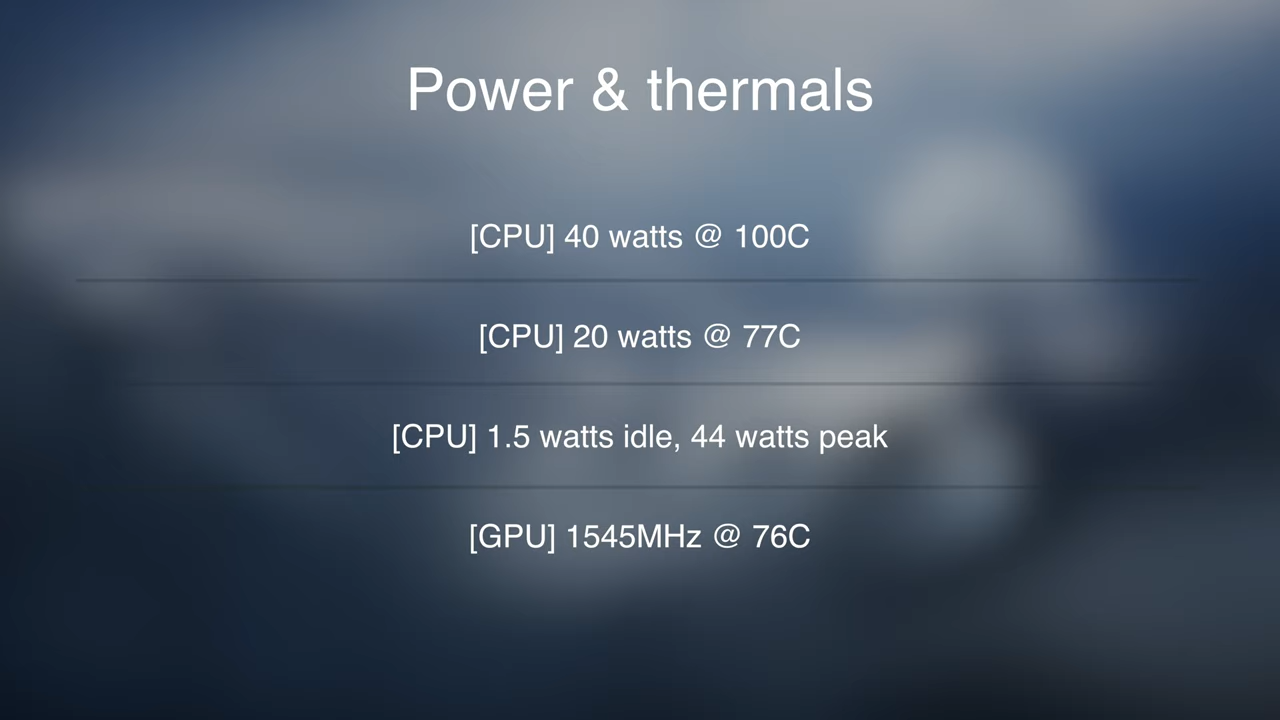 Power & thermals
[CPU] 40 watts @ 100C
[CPU] 20 watts @ 77C
[CPU] 1.5 watts idle, 44 watts peak
[GPU] 1545MHz @ 76C